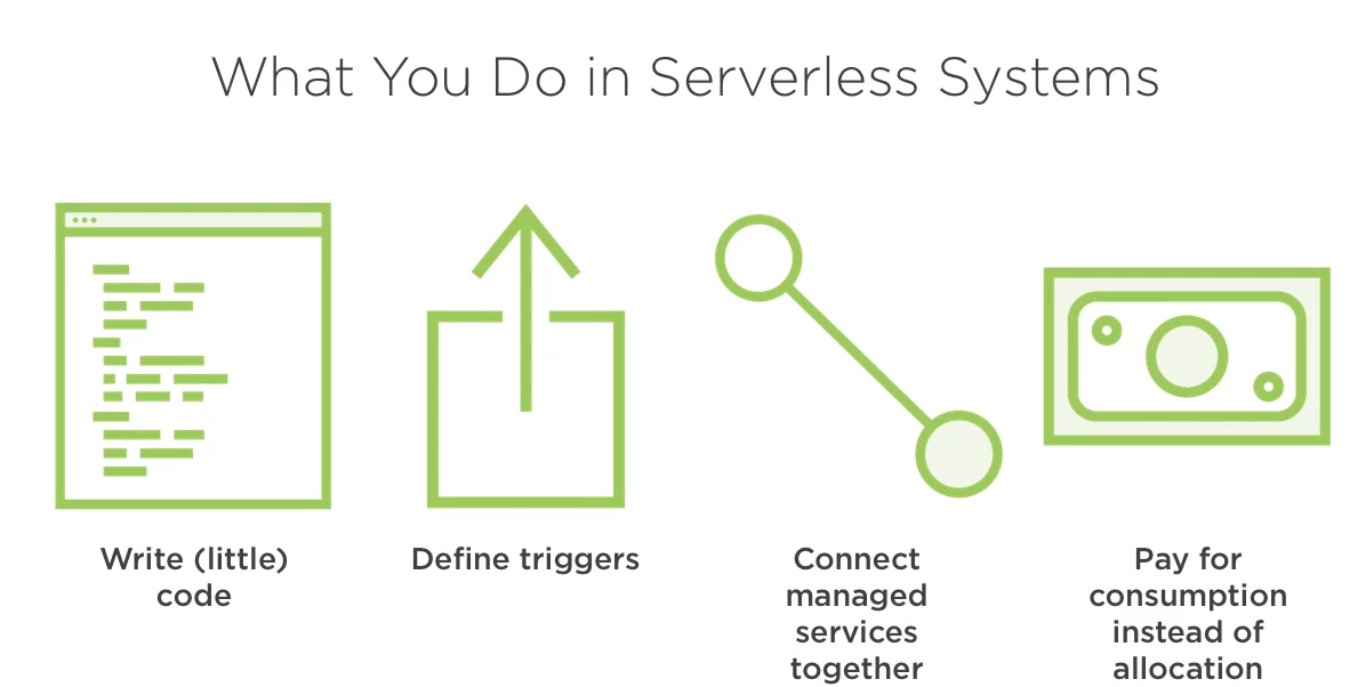 What You Do in Serverless Systems
Write (little)
code
Define triggers
Connect
managed
services
together
Pay for
consumption
instead of
allocation